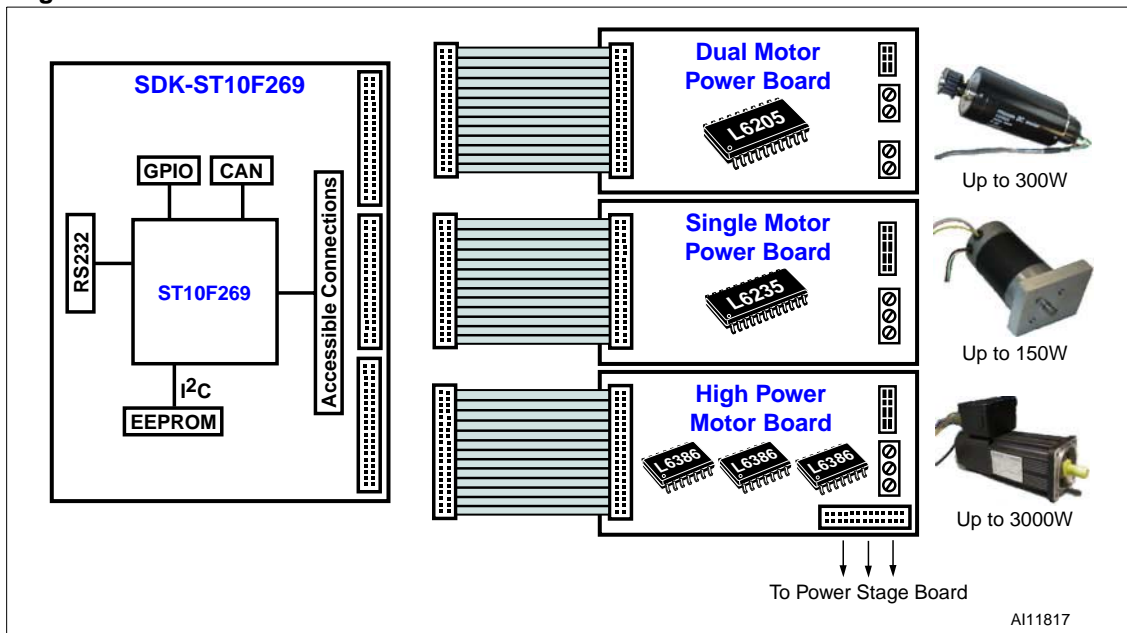 SDK-ST10F269
GPIO
CAN
RS232
ST10F269
Accessible Connections
I2C
EEPROM
Dual Motor
Power Board
L6205
Up to 300W
Single Motor
Power Board
L6235
Up to 150W
High Power
Motor Board
L6386
L6386
L6386
Up to 3000W
To Power Stage Board
AI11817